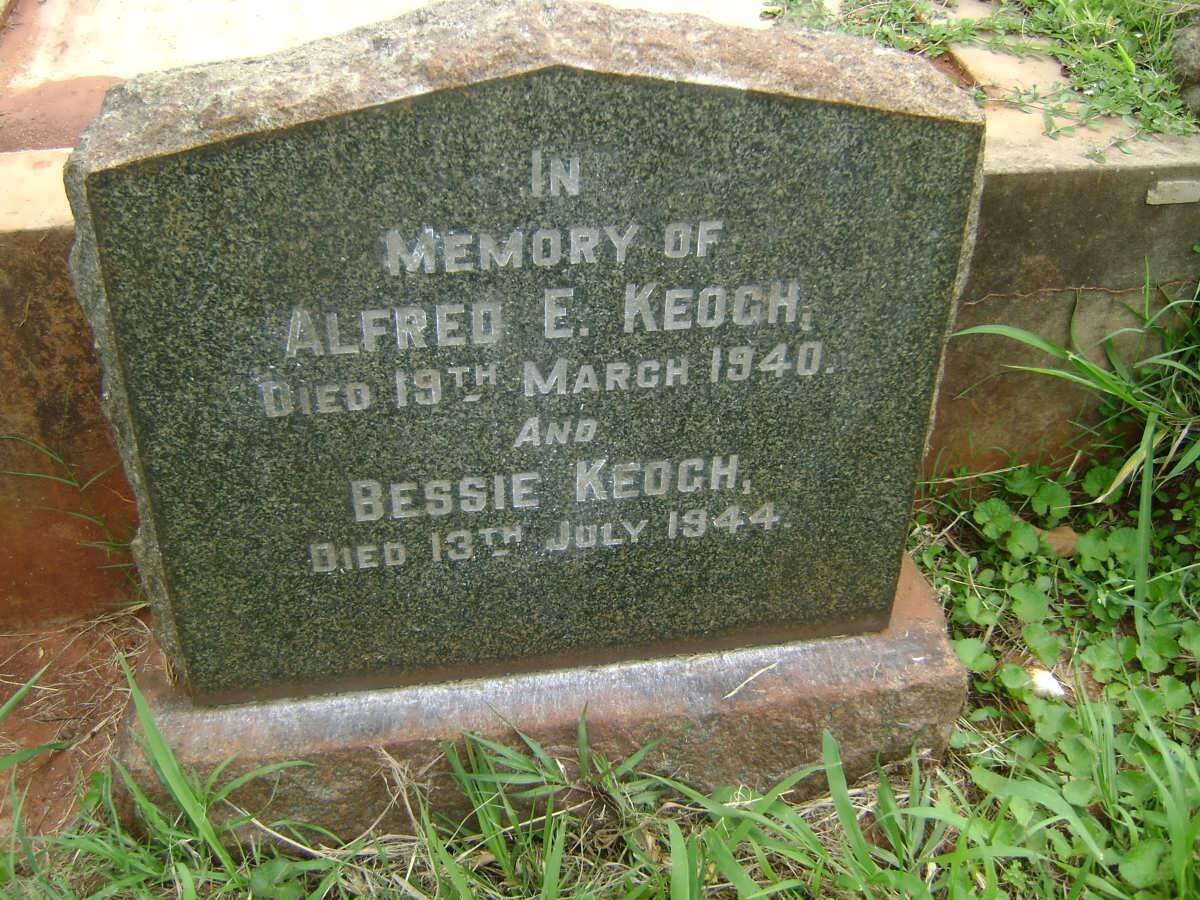 IN
MEMORY OF
ALFRED E. KEOGH,
DIED 19TH MARCH 1940.
AND
BESSIE KEOGH,
DIED 13TH JULY 1944.